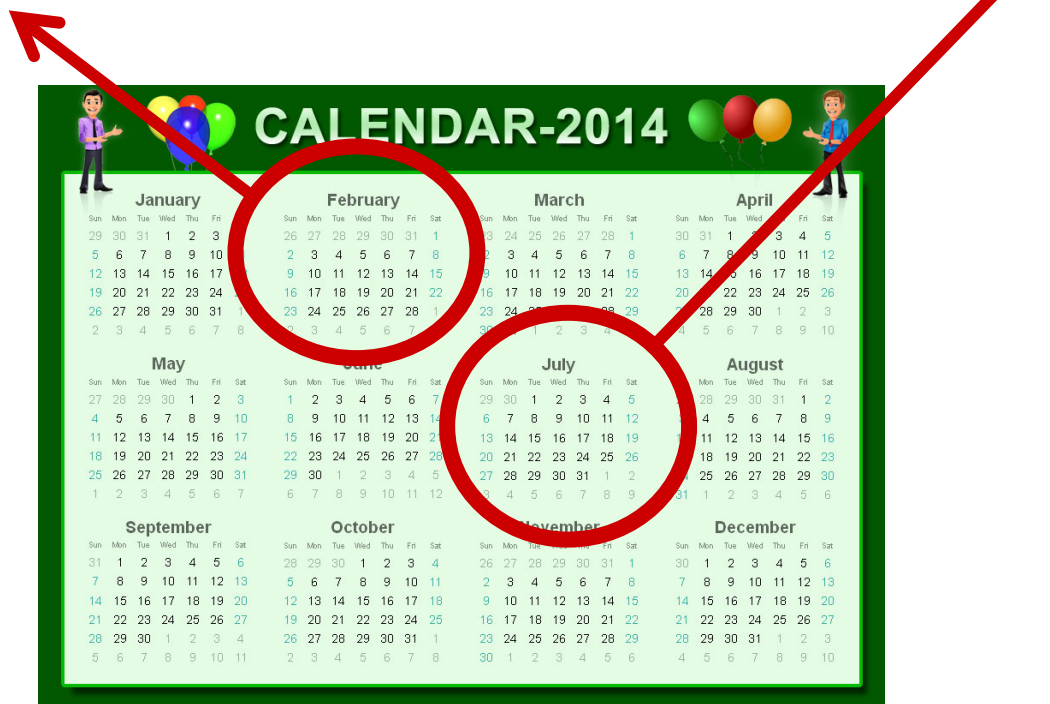 CALENDAR-2014
January
Sun Mon Tue Wed Thu Fri
29 30 31 1 2 3
5 6 7 8 9 10
12 13 14 15 16 17
19 20 21 22 23 24
26 27 28 29 30 31 1
2 3 4 5 6 7 8
February
Sun Mon Tue Wed Thu Fri Sat
26 27 28 29 30 31 1
2 3 4 5 6 7 8
9 10 11 12 13 14 15
16 17 18 19 20 21 22
23 24 25 26 27 28 1
2 3 4 5 6 7
March
Sun Mon Tue Wed Thu Fri Sat
24 25 26 27 28 1
3 4 5 6 7 8
9 10 11 12 13 14 15
16 17 18 19 20 21 22
23 24 28 29
30 1 2 3 4
April
Sun Mon Tue Wed Thu Fri Sat
30 31 1 2 3 4 5
6 7 8 9 10 11 12
13 14 15 16 17 18 19
20 22 23 24 25 26
28 29 30 1 2 3
4 5 6 7 8 9 10
May
Sun Mon Tue Wed Thu Fri Sat
27 28 29 30 1 2 3
4 5 6 7 8 9 10
11 12 13 14 15 16 17
18 19 20 21 22 23 24
25 26 27 28 29 30 31
1 2 3 4 5 6 7
June
Sun Mon Tue Wed Thu Fri Sat
1 2 3 4 5 6 7
8 9 10 11 12 13 14
15 16 17 18 19 20 21
22 23 24 25 26 27 28
29 30 1 2 3 4 5
6 7 8 9 10 11 12
July
Sun Mon Tue Wed Thu Fri Sat
29 30 1 2 3 4 5
6 7 8 9 10 11 12
13 14 15 16 17 18 19
20 21 22 23 24 25 26
27 28 29 30 31 1 2
3 4 5 6 7 8 9
August
Mon Tue Wed Thu Fri Sat
28 29 30 31 1 2
4 5 6 7 8 9
11 12 13 14 15 16
18 19 20 21 22 23
25 26 27 28 29 30
31 1 2 3 4 5 6
September
Sun Mon Tue Wed Thu Fri Sat
31 1 2 3 4 5 6
7 8 9 10 11 12 13
14 15 16 17 18 19 20
21 22 23 24 25 26 27
28 29 30 1 2 3 4
5 6 7 8 9 10 11
October
Sun Mon Tue Wed Thu Fri Sat
28 29 30 1 2 3 4
5 6 7 8 9 10 11
12 13 14 15 16 17 18
19 20 21 22 23 24 25
26 27 28 29 30 31 1
2 3 4 5 6 7 8
November
Sun Mon Tue Wed Thu Fri Sat
26 27 28 29 30 31 1
2 3 4 5 6 7 8
9 10 11 12 13 14 15
16 17 18 19 20 21 22
23 24 25 26 27 28 29
30 1 2 3 4 5 6
December
Sun Mon Tue Wed Thu Fri Sat
30 1 2 3 4 5 6
7 8 9 10 11 12 13
14 15 16 17 18 19 20
21 22 23 24 25 26 27
28 29 30 31 1 2 3
4 5 6 7 8 9 10